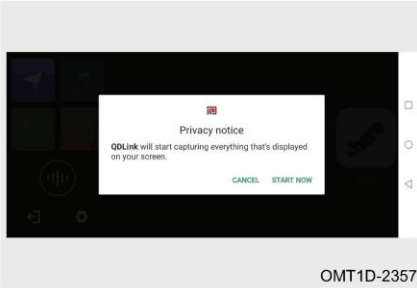 Privacy notice
QDLink will start capturing everything that's displayed
on your screen.
CANCEL START NOW
OMT1D-2357